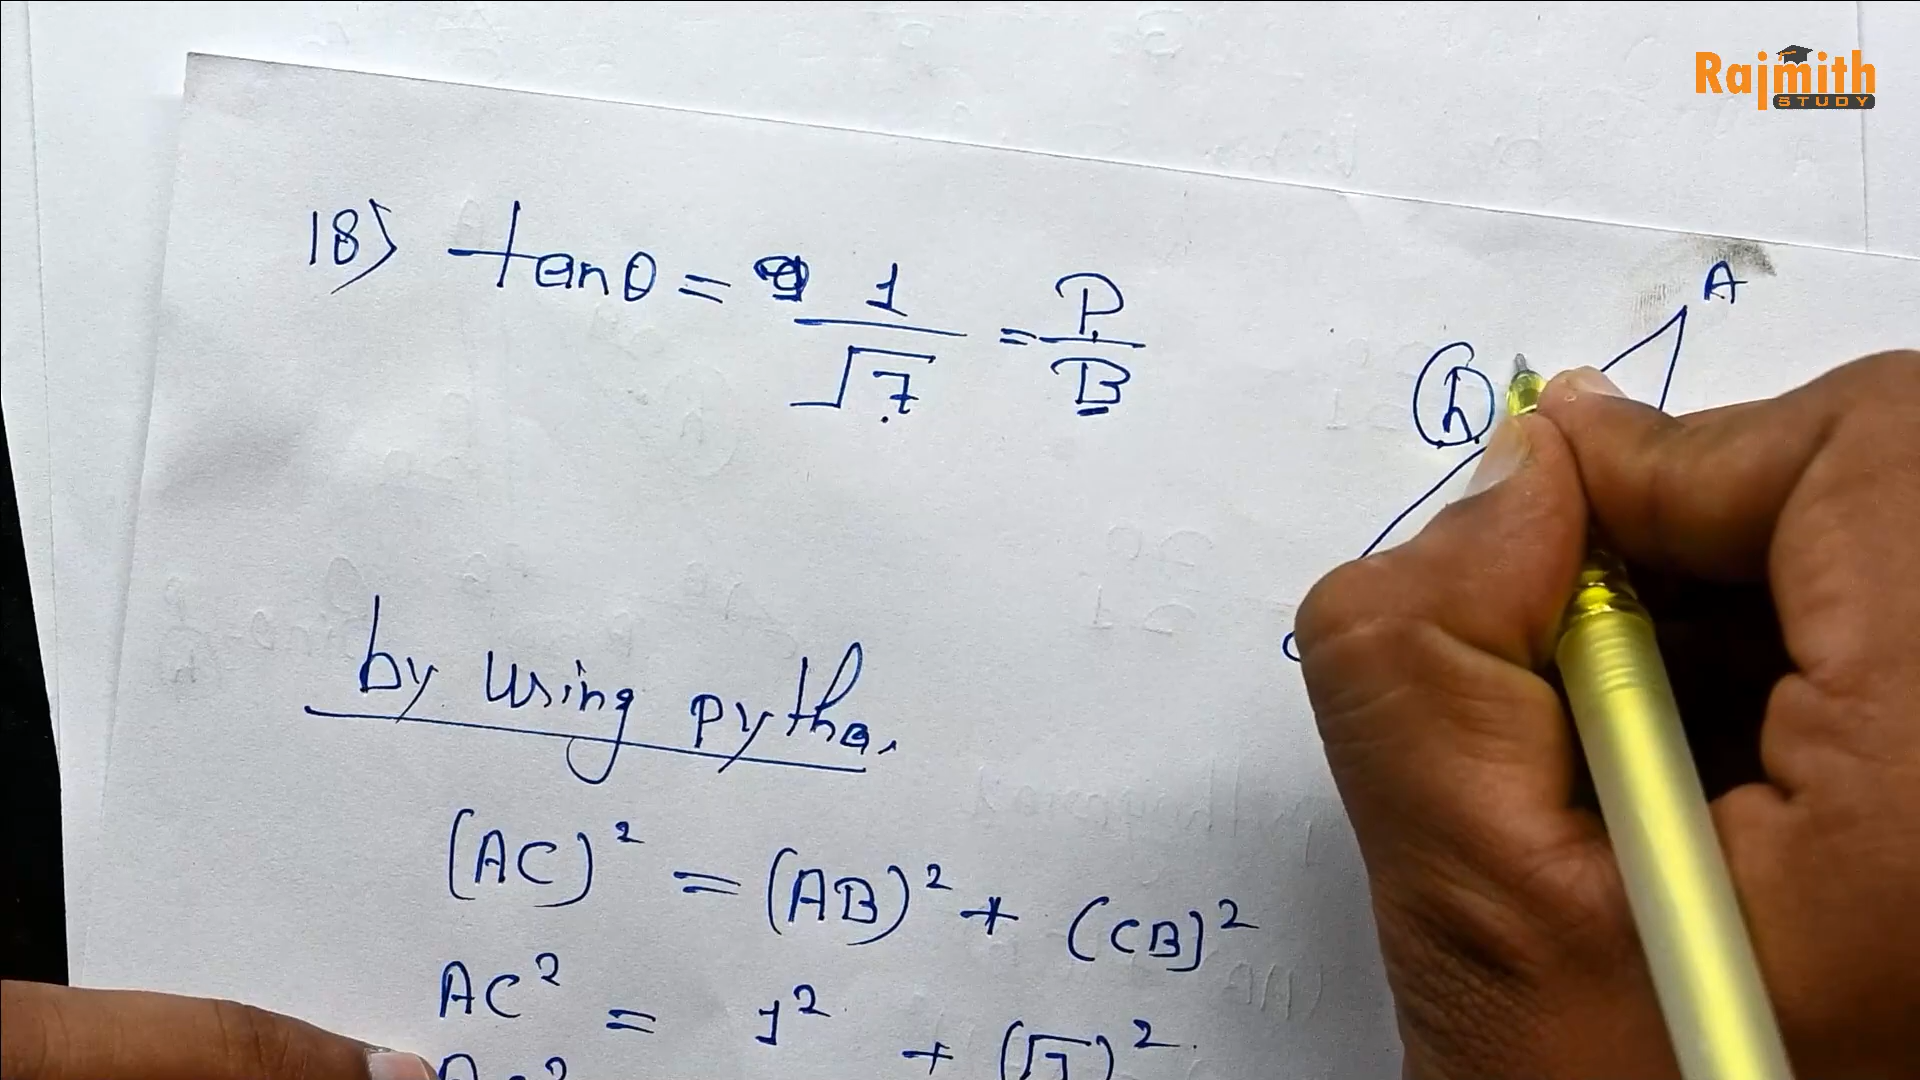 Rajmith
STUDY
18) tanθ = 1/√7 = P/B
A
h
by using pytha.
(AC)² = (AB)² + (CB)²
AC² = 1² + (√7)²